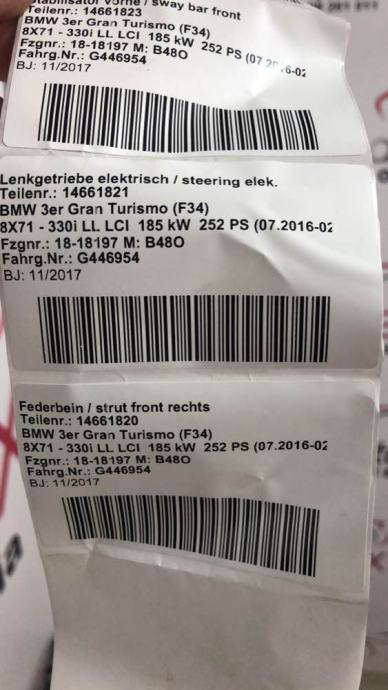 Stabilisator vorne / sway bar front
Teilenr.: 14661823
BMW 3er Gran Turismo (F34)
8X71 - 330i LL LCI 185 kW 252 PS (07.2016-02
Fzgnr.: 18-18197 M: B48O
Fahrg.Nr.: G446954
BJ: 11/2017
Lenkgetriebe elektrisch / steering elek.
Teilenr.: 14661821
BMW 3er Gran Turismo (F34)
8X71 - 330i LL LCI 185 kW 252 PS (07.2016-02
Fzgnr.: 18-18197 M: B48O
Fahrg.Nr.: G446954
BJ: 11/2017
Federbein / strut front rechts
Teilenr.: 14661820
BMW 3er Gran Turismo (F34)
8X71 - 330i LL LCI 185 kW 252 PS (07.2016-02
Fzgnr.: 18-18197 M: B48O
Fahrg.Nr.: G446954
BJ: 11/2017